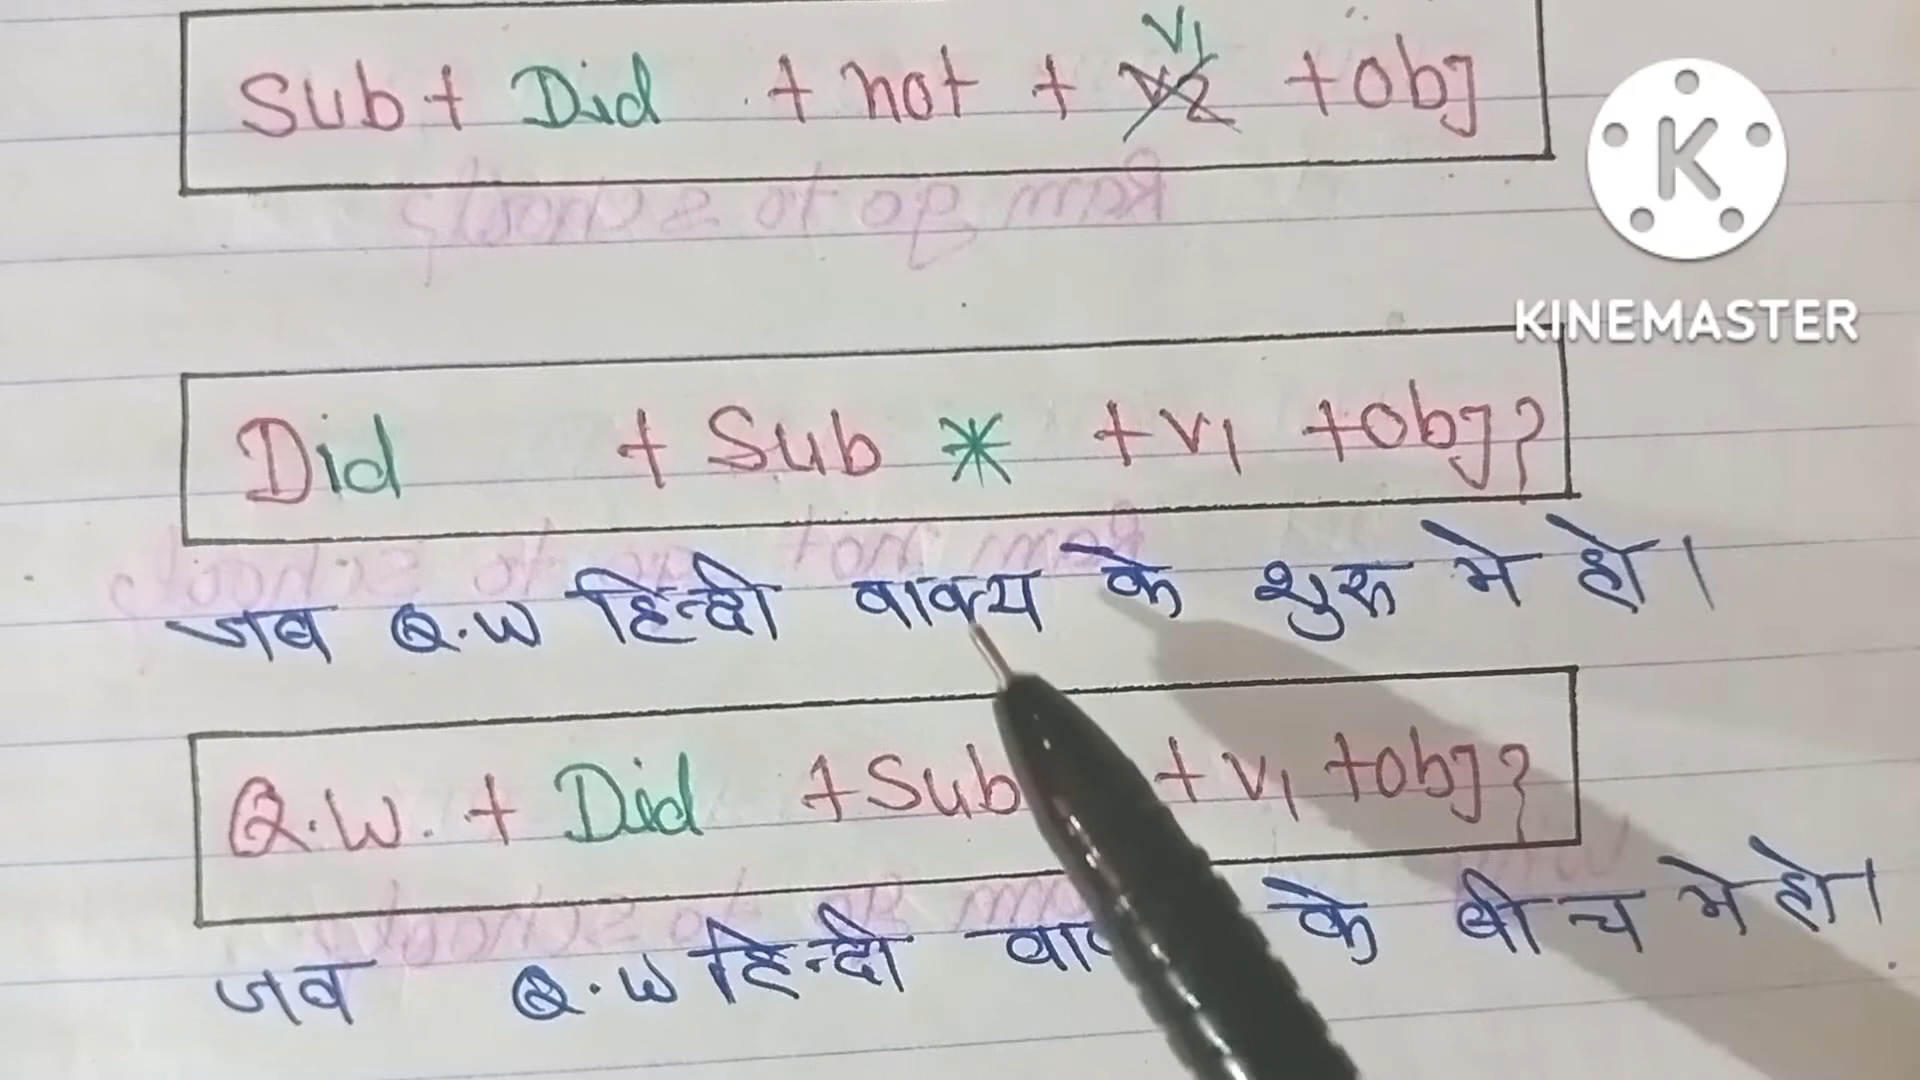 Sub + Did + not + V1 + obj
K
KINEMASTER
Did + Sub * + V1 + obj?
जब Q.W हिन्दी वाक्य के शुरू मे हो।
Q.W. + Did + Sub + V1 + obj?
जब Q.W हिन्दी के बीच मे हो।